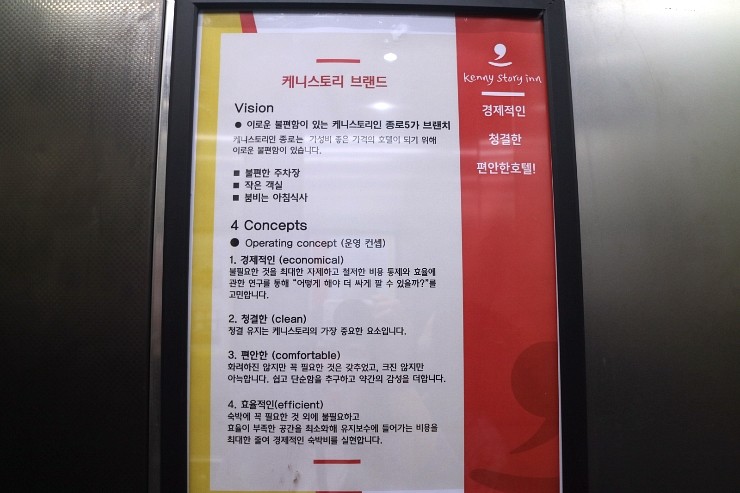 케니스토리 브랜드
Vision
● 이로운 불편함이 있는 케니스토리인 종로5가 브랜치
케니스토리인 종로는 가성비 좋은 가격의 호텔이 되기 위해
이로운 불편함이 있습니다.
■ 불편한 주차장
■ 작은 객실
■ 붐비는 아침식사
4 Concepts
● Operating concept (운영 컨셉)
1. 경제적인 (economical)
불필요한 것을 최대한 자제하고 철저한 비용 통제와 효율에
관한 연구를 통해 "어떻게 해야 더 싸게 팔 수 있을까?"를
고민합니다.
2. 청결한 (clean)
청결 유지는 케니스토리의 가장 중요한 요소입니다.
3. 편안한 (comfortable)
화려하진 않지만 꼭 필요한 것은 갖추었고, 크진 않지만
아늑합니다. 쉽고 단순함을 추구하고 약간의 감성을 더합니다.
4. 효율적인(efficient)
숙박에 꼭 필요한 것 외에 불필요하고
효율이 부족한 공간을 최소화해 유지보수에 들어가는 비용을
최대한 줄여 경제적인 숙박비를 실현합니다.
kenny story inn
경제적인
청결한
편안한호텔!